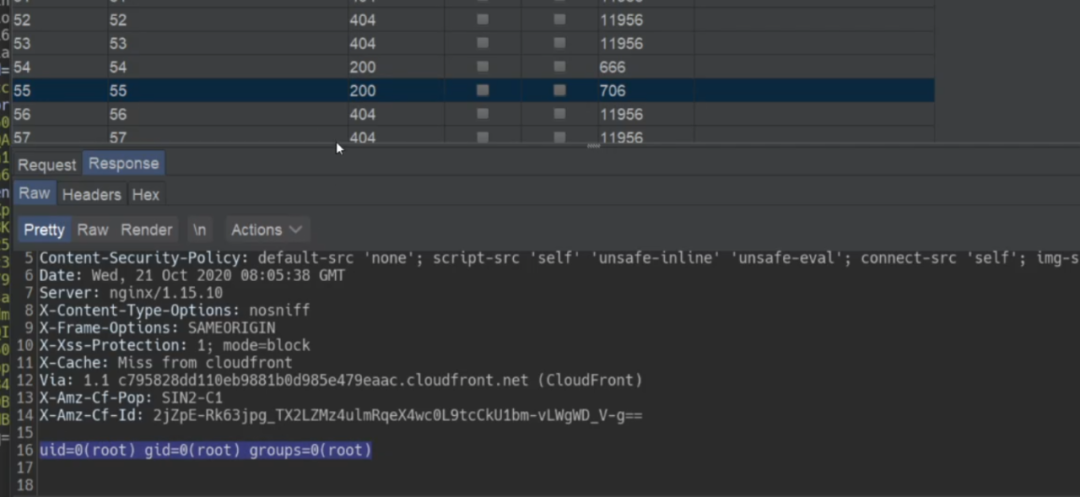 52 52 404 11956
53 53 404 11956
54 54 200 666
55 55 200 706
56 56 404 11956
57 57 404 11956
Request Response
Raw Headers Hex
Pretty Raw Render \n Actions
5 Content-Security-Policy: default-src 'none'; script-src 'self' 'unsafe-inline' 'unsafe-eval'; connect-src 'self'; img-s
6 Date: Wed, 21 Oct 2020 08:05:38 GMT
7 Server: nginx/1.15.10
8 X-Content-Type-Options: nosniff
9 X-Frame-Options: SAMEORIGIN
10 X-Xss-Protection: 1; mode=block
11 X-Cache: Miss from cloudfront
12 Via: 1.1 c795828dd110eb9881b0d985e479eaac.cloudfront.net (CloudFront)
13 X-Amz-Cf-Pop: SIN2-C1
14 X-Amz-Cf-Id: 2jZpE-Rk63jpg_TX2LZMz4ulmRqeX4wc0L9tcCkU1bm-vLWgWD_V-g==
15
16 uid=0(root) gid=0(root) groups=0(root)
17
18